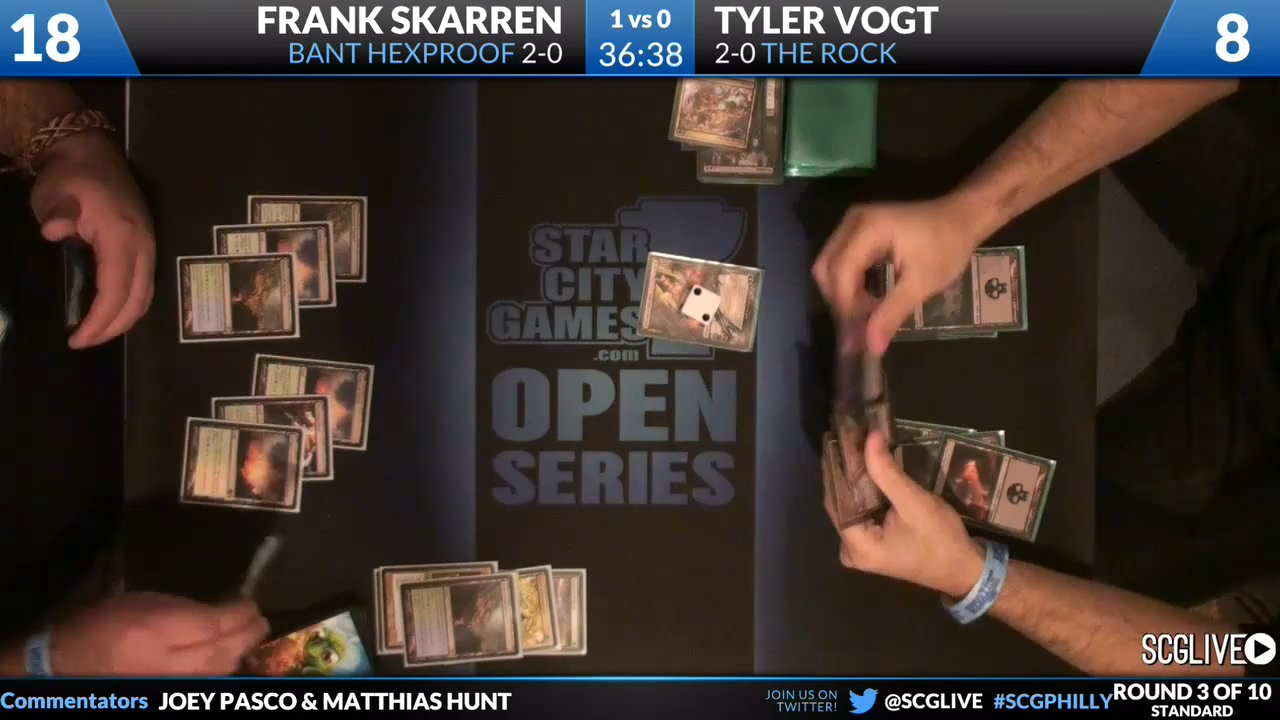 18
FRANK SKARREN
BANT HEXPROOF 2-0
1 vs 0
36:38
TYLER VOGT
2-0 THE ROCK
8
STAR
CITY
GAMES
.com
OPEN
SERIES
SCGLIVE
Commentators JOEY PASCO & MATTHIAS HUNT
JOIN US ON
TWITTER!
@SCGLIVE #SCGPHILLY
ROUND 3 OF 10
STANDARD